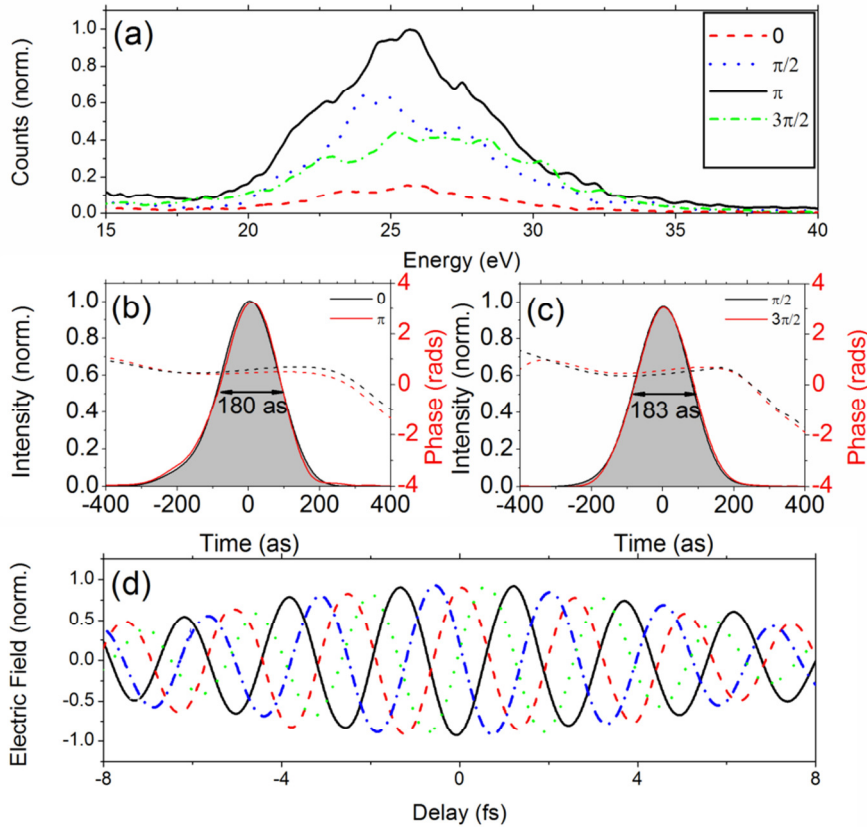 (a)
Counts (norm.)
1.0
0.8
0.6
0.4
0.2
0.0
0
π/2
π
3π/2
15 20 25 30 35 40
Energy (eV)
(b)
Intensity (norm.)
1.0
0.8
0.6
0.4
0.2
0.0
0
π
180 as
4
2
0
-2
-4
Phase (rads)
-400 -200 0 200 400
Time (as)
(c)
Intensity (norm.)
1.0
0.8
0.6
0.4
0.2
0.0
π/2
3π/2
183 as
4
2
0
-2
-4
Phase (rads)
-400 -200 0 200 400
Time (as)
(d)
Electric Field (norm.)
1.0
0.5
0.0
-0.5
-1.0
-8 -4 0 4 8
Delay (fs)